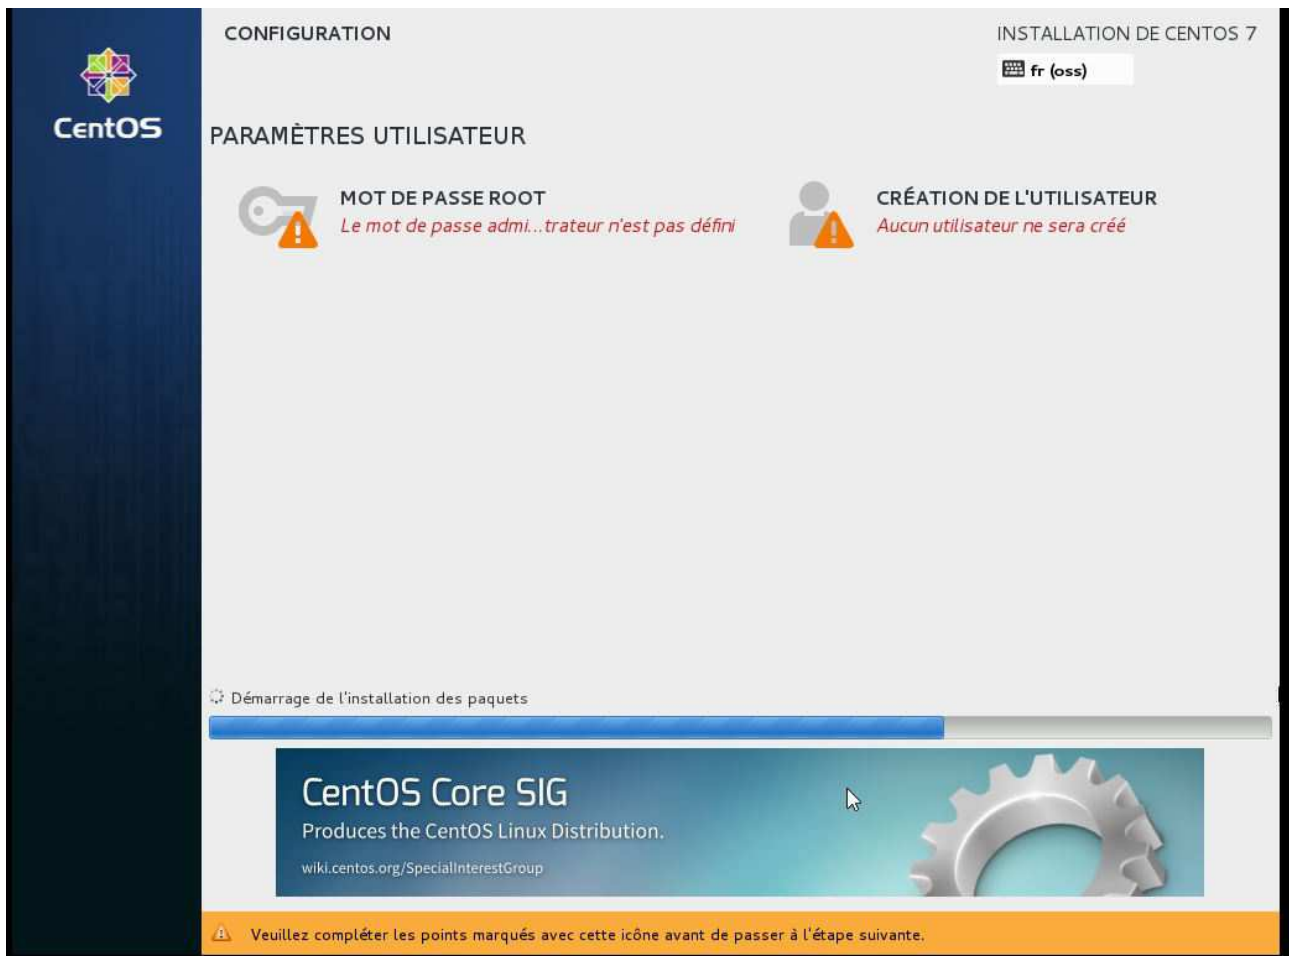 CONFIGURATION
INSTALLATION DE CENTOS 7
fr (oss)
CentOS
PARAMÈTRES UTILISATEUR
MOT DE PASSE ROOT
Le mot de passe admi...trateur n'est pas défini
CRÉATION DE L'UTILISATEUR
Aucun utilisateur ne sera créé
Démarrage de l'installation des paquets
CentOS Core SIG
Produces the CentOS Linux Distribution.
wiki.centos.org/SpecialInterestGroup
Veuillez compléter les points marqués avec cette icône avant de passer à l'étape suivante.